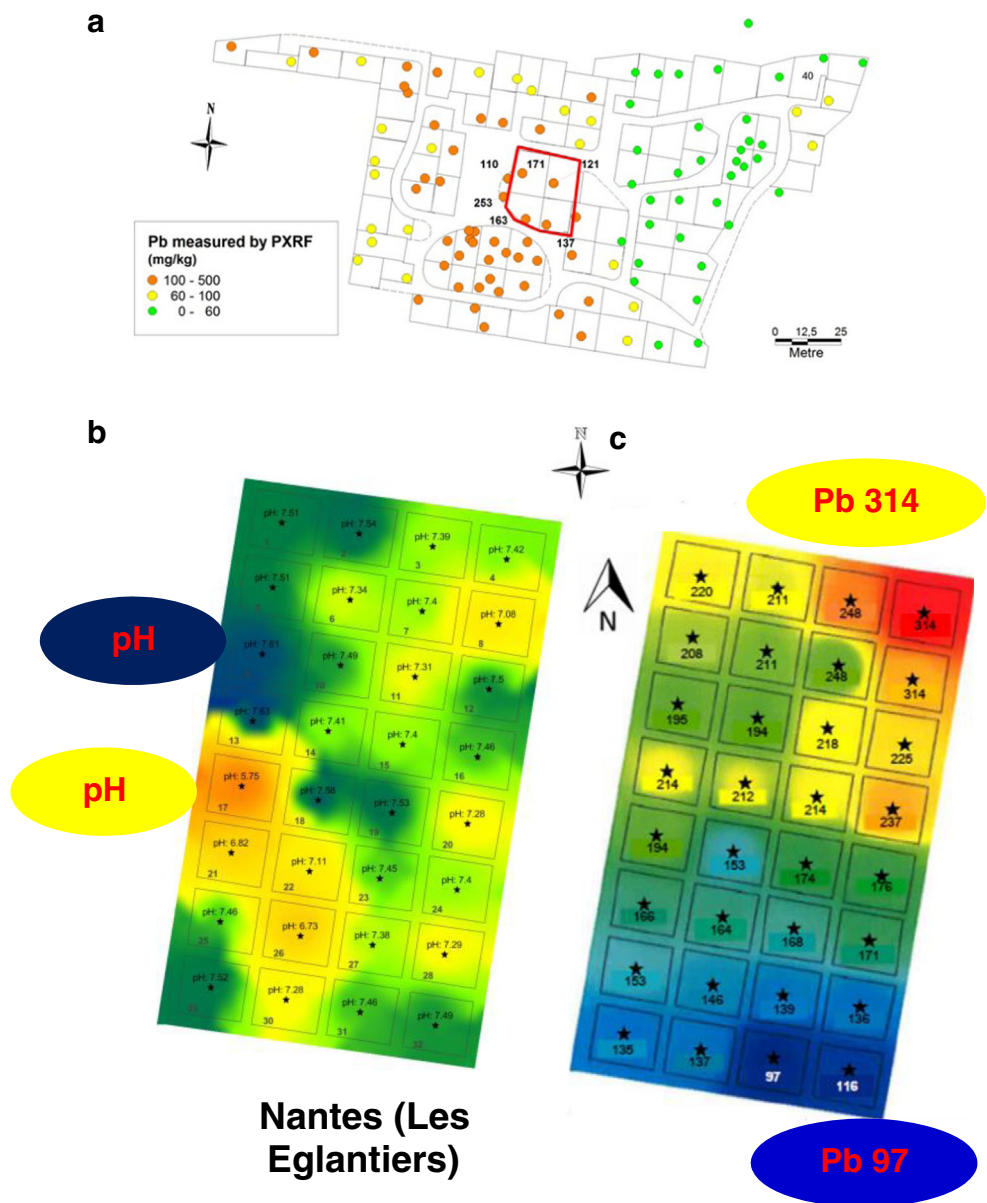 a
40
N
110 171 121
253
163
137
Pb measured by PXRF
(mg/kg)
100 - 500
60 - 100
0 - 60
0 12,5 25
Metre
b
N
c
pH: 7.51 pH: 7.54 pH: 7.39 pH: 7.42
1 2 3 4
pH: 7.51 pH: 7.34 pH: 7.4 pH: 7.08
6 7 8
pH: 7.61 pH: 7.49 pH: 7.31 pH: 7.5
10 11 12
pH: 7.63 pH: 7.41 pH: 7.4 pH: 7.46
13 14 15 16
pH: 5.75 pH: 7.58 pH: 7.53 pH: 7.28
17 18 19 20
pH: 6.82 pH: 7.11 pH: 7.45 pH: 7.4
21 22 23 24
pH: 7.46 pH: 6.73 pH: 7.38 pH: 7.29
25 26 27 28
pH: 7.52 pH: 7.28 pH: 7.46 pH: 7.49
29 30 31 32
pH
pH
Nantes (Les
Eglantiers)
Pb 314
N
220 211 248 314
208 211 248 314
195 194 218 225
214 212 214 237
194 153 174 176
166 164 168 171
153 146 139 136
135 137 97 116
Pb 97